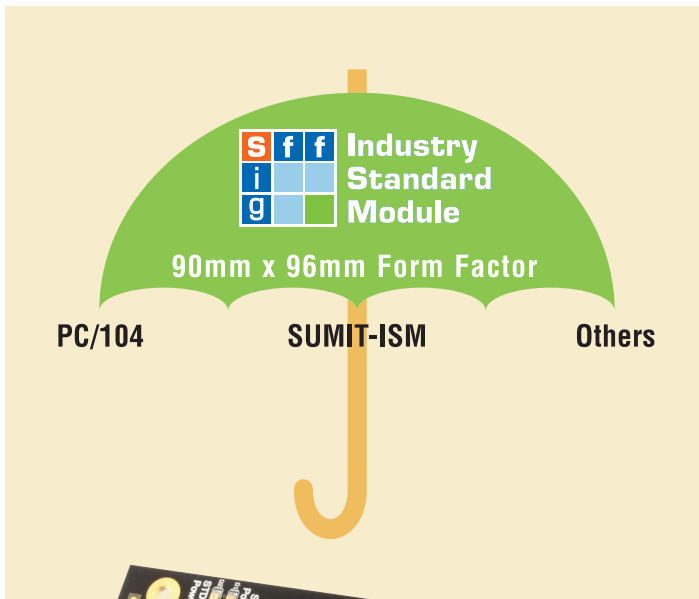 S f f
i
g
Industry
Standard
Module
90mm x 96mm Form Factor
PC/104 SUMIT-ISM Others